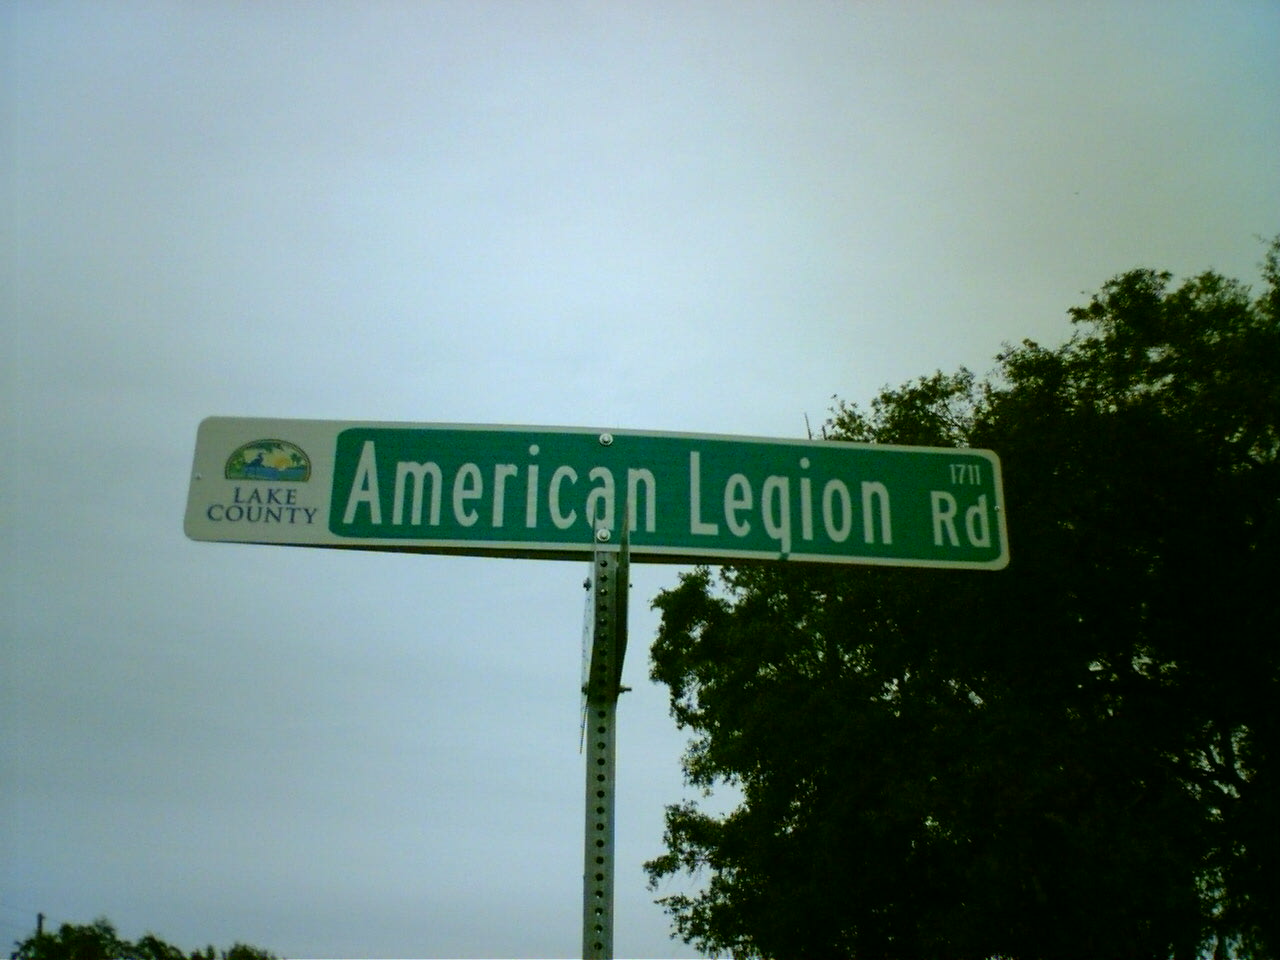 LAKE
COUNTY
American Legion Rd
1711